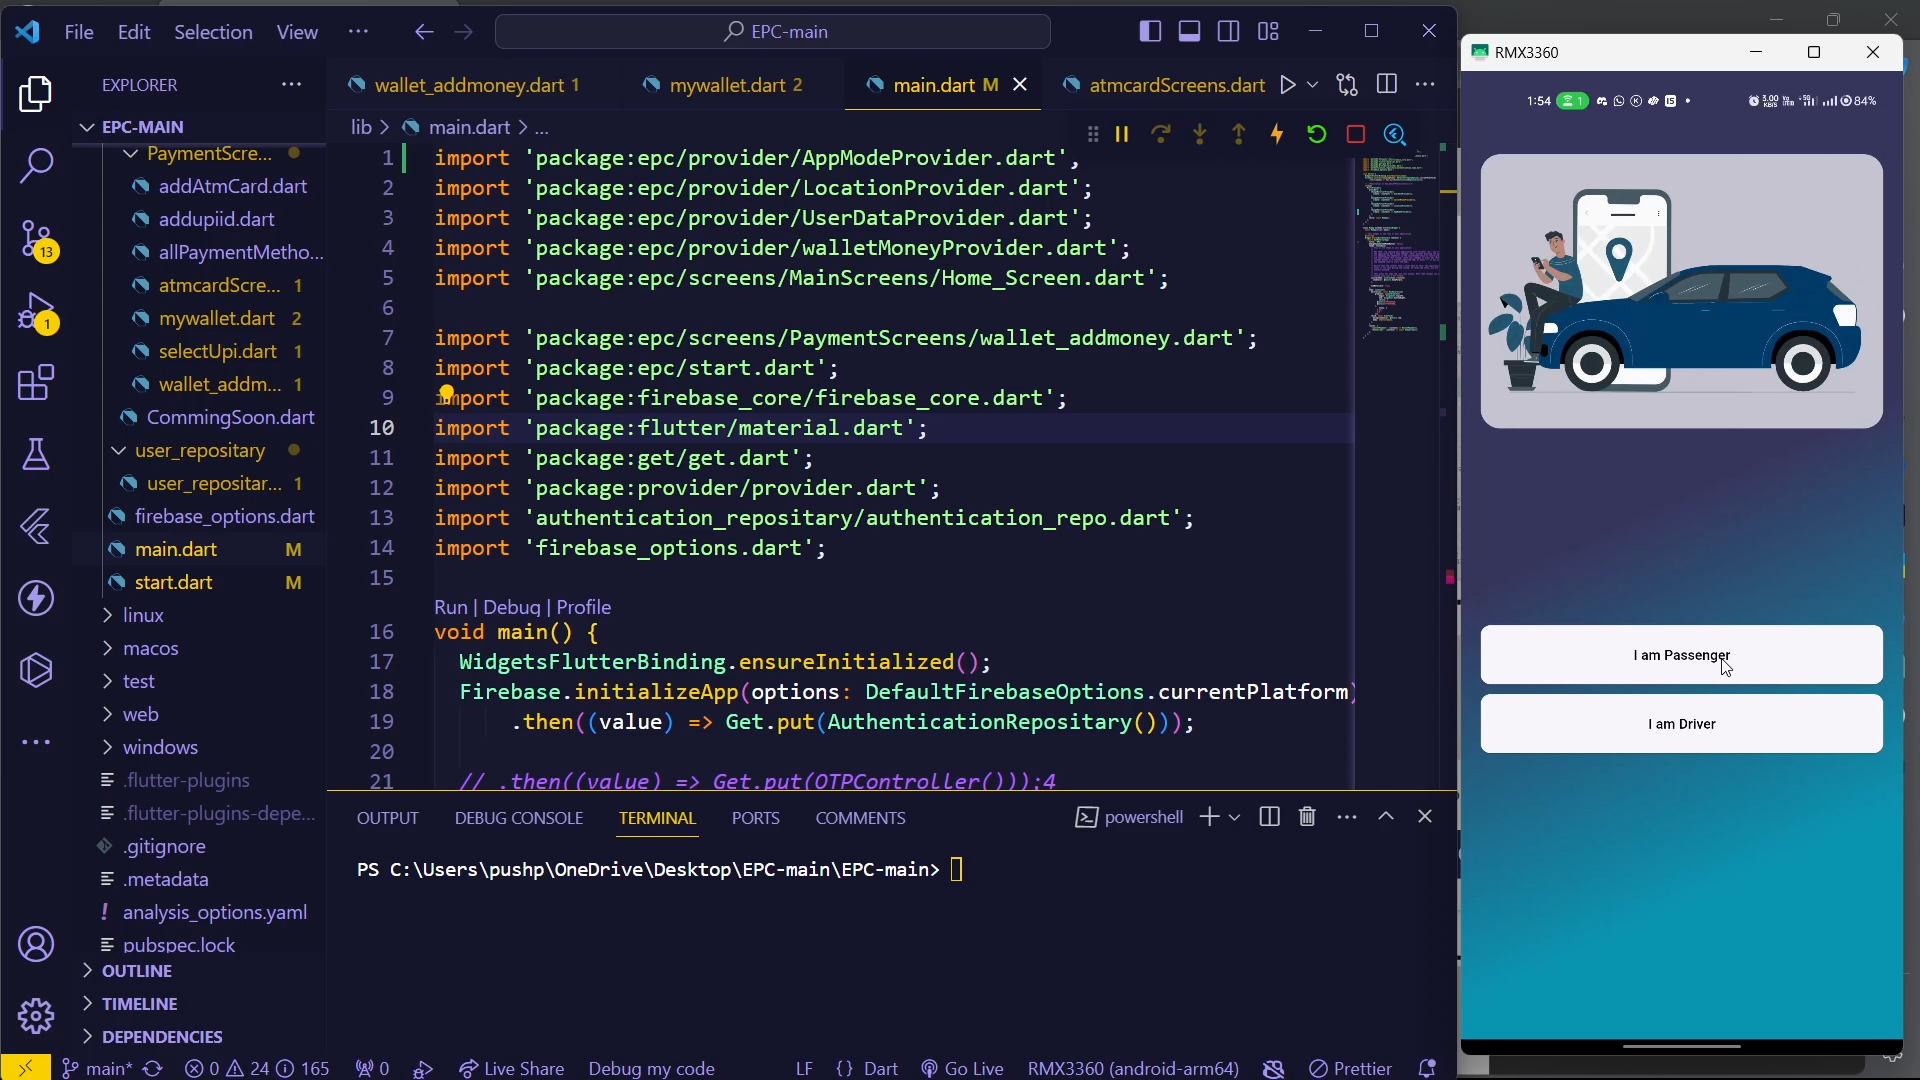 File Edit Selection View ...
EPC-main
EXPLORER
EPC-MAIN
PaymentScre...
addAtmCard.dart
addupiid.dart
allPaymentMetho...
atmcardScre... 1
mywallet.dart 2
selectUpi.dart 1
wallet_addm... 1
CommingSoon.dart
user_repositary
user_repositar... 1
firebase_options.dart
main.dart M
start.dart M
linux
macos
test
web
windows
.flutter-plugins
.flutter-plugins-depe...
.gitignore
.metadata
! analysis_options.yaml
pubspec.lock
OUTLINE
TIMELINE
DEPENDENCIES
13
1
wallet_addmoney.dart 1
mywallet.dart 2
main.dart M
atmcardScreens.dart
lib > main.dart > ...
1 import 'package:epc/provider/AppModeProvider.dart';
2 import 'package:epc/provider/LocationProvider.dart';
3 import 'package:epc/provider/UserDataProvider.dart';
4 import 'package:epc/provider/walletMoneyProvider.dart';
5 import 'package:epc/screens/MainScreens/Home_Screen.dart';
6
7 import 'package:epc/screens/PaymentScreens/wallet_addmoney.dart';
8 import 'package:epc/start.dart';
9 import 'package:firebase_core/firebase_core.dart';
10 import 'package:flutter/material.dart';
11 import 'package:get/get.dart';
12 import 'package:provider/provider.dart';
13 import 'authentication_repositary/authentication_repo.dart';
14 import 'firebase_options.dart';
15
Run | Debug | Profile
16 void main() {
17 WidgetsFlutterBinding.ensureInitialized();
18 Firebase.initializeApp(options: DefaultFirebaseOptions.currentPlatform)
19 .then((value) => Get.put(AuthenticationRepositary()));
20
21 // .then((value) => Get.put(OTPController()));4
OUTPUT DEBUG CONSOLE TERMINAL PORTS COMMENTS
powershell
PS C:\Users\pushp\OneDrive\Desktop\EPC-main\EPC-main>
main* 0 24 165 0 Live Share Debug my code LF {} Dart Go Live RMX3360 (android-arm64) Prettier
RMX3360
1:54 1
3.00 KB/S 84%
I am Passenger
I am Driver